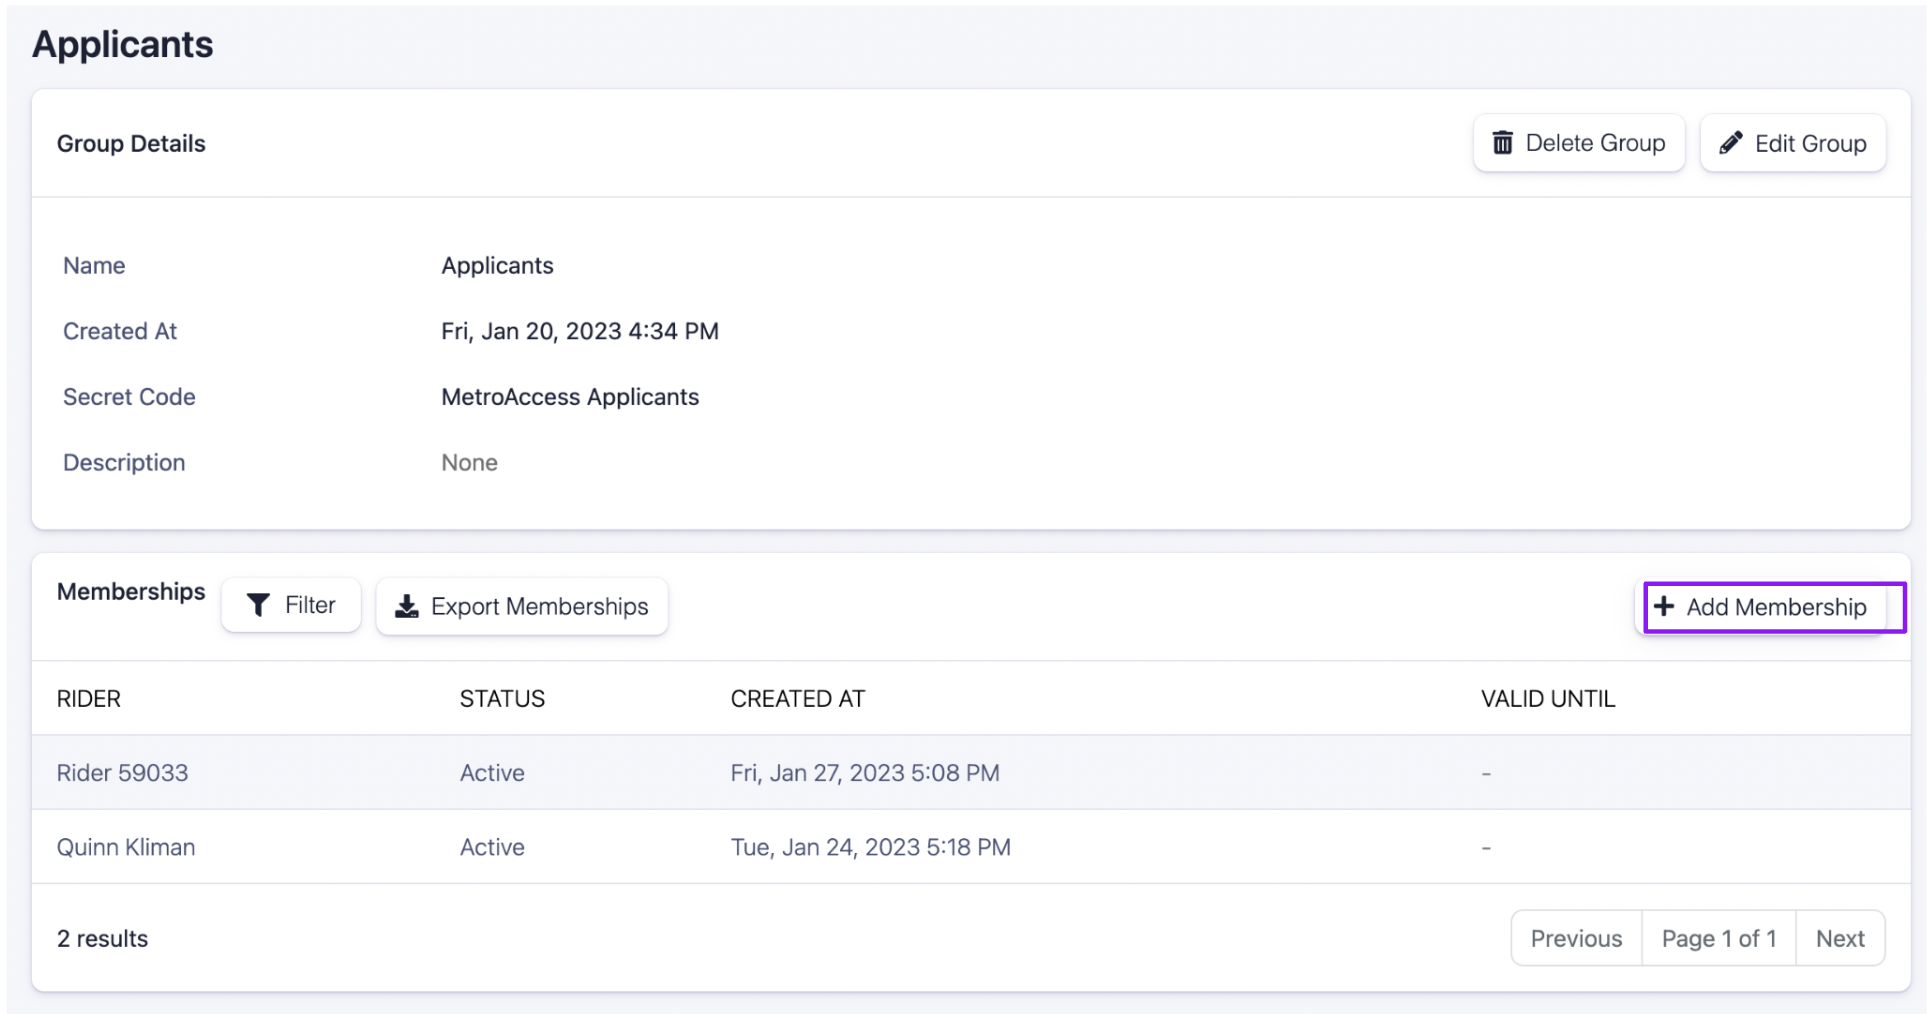 Applicants
Group Details
Delete Group
Edit Group
Name Applicants
Created At Fri, Jan 20, 2023 4:34 PM
Secret Code MetroAccess Applicants
Description None
Memberships
Filter
Export Memberships
Add Membership
RIDER STATUS CREATED AT VALID UNTIL
Rider 59033 Active Fri, Jan 27, 2023 5:08 PM -
Quinn Kliman Active Tue, Jan 24, 2023 5:18 PM -
2 results
Previous
Page 1 of 1
Next